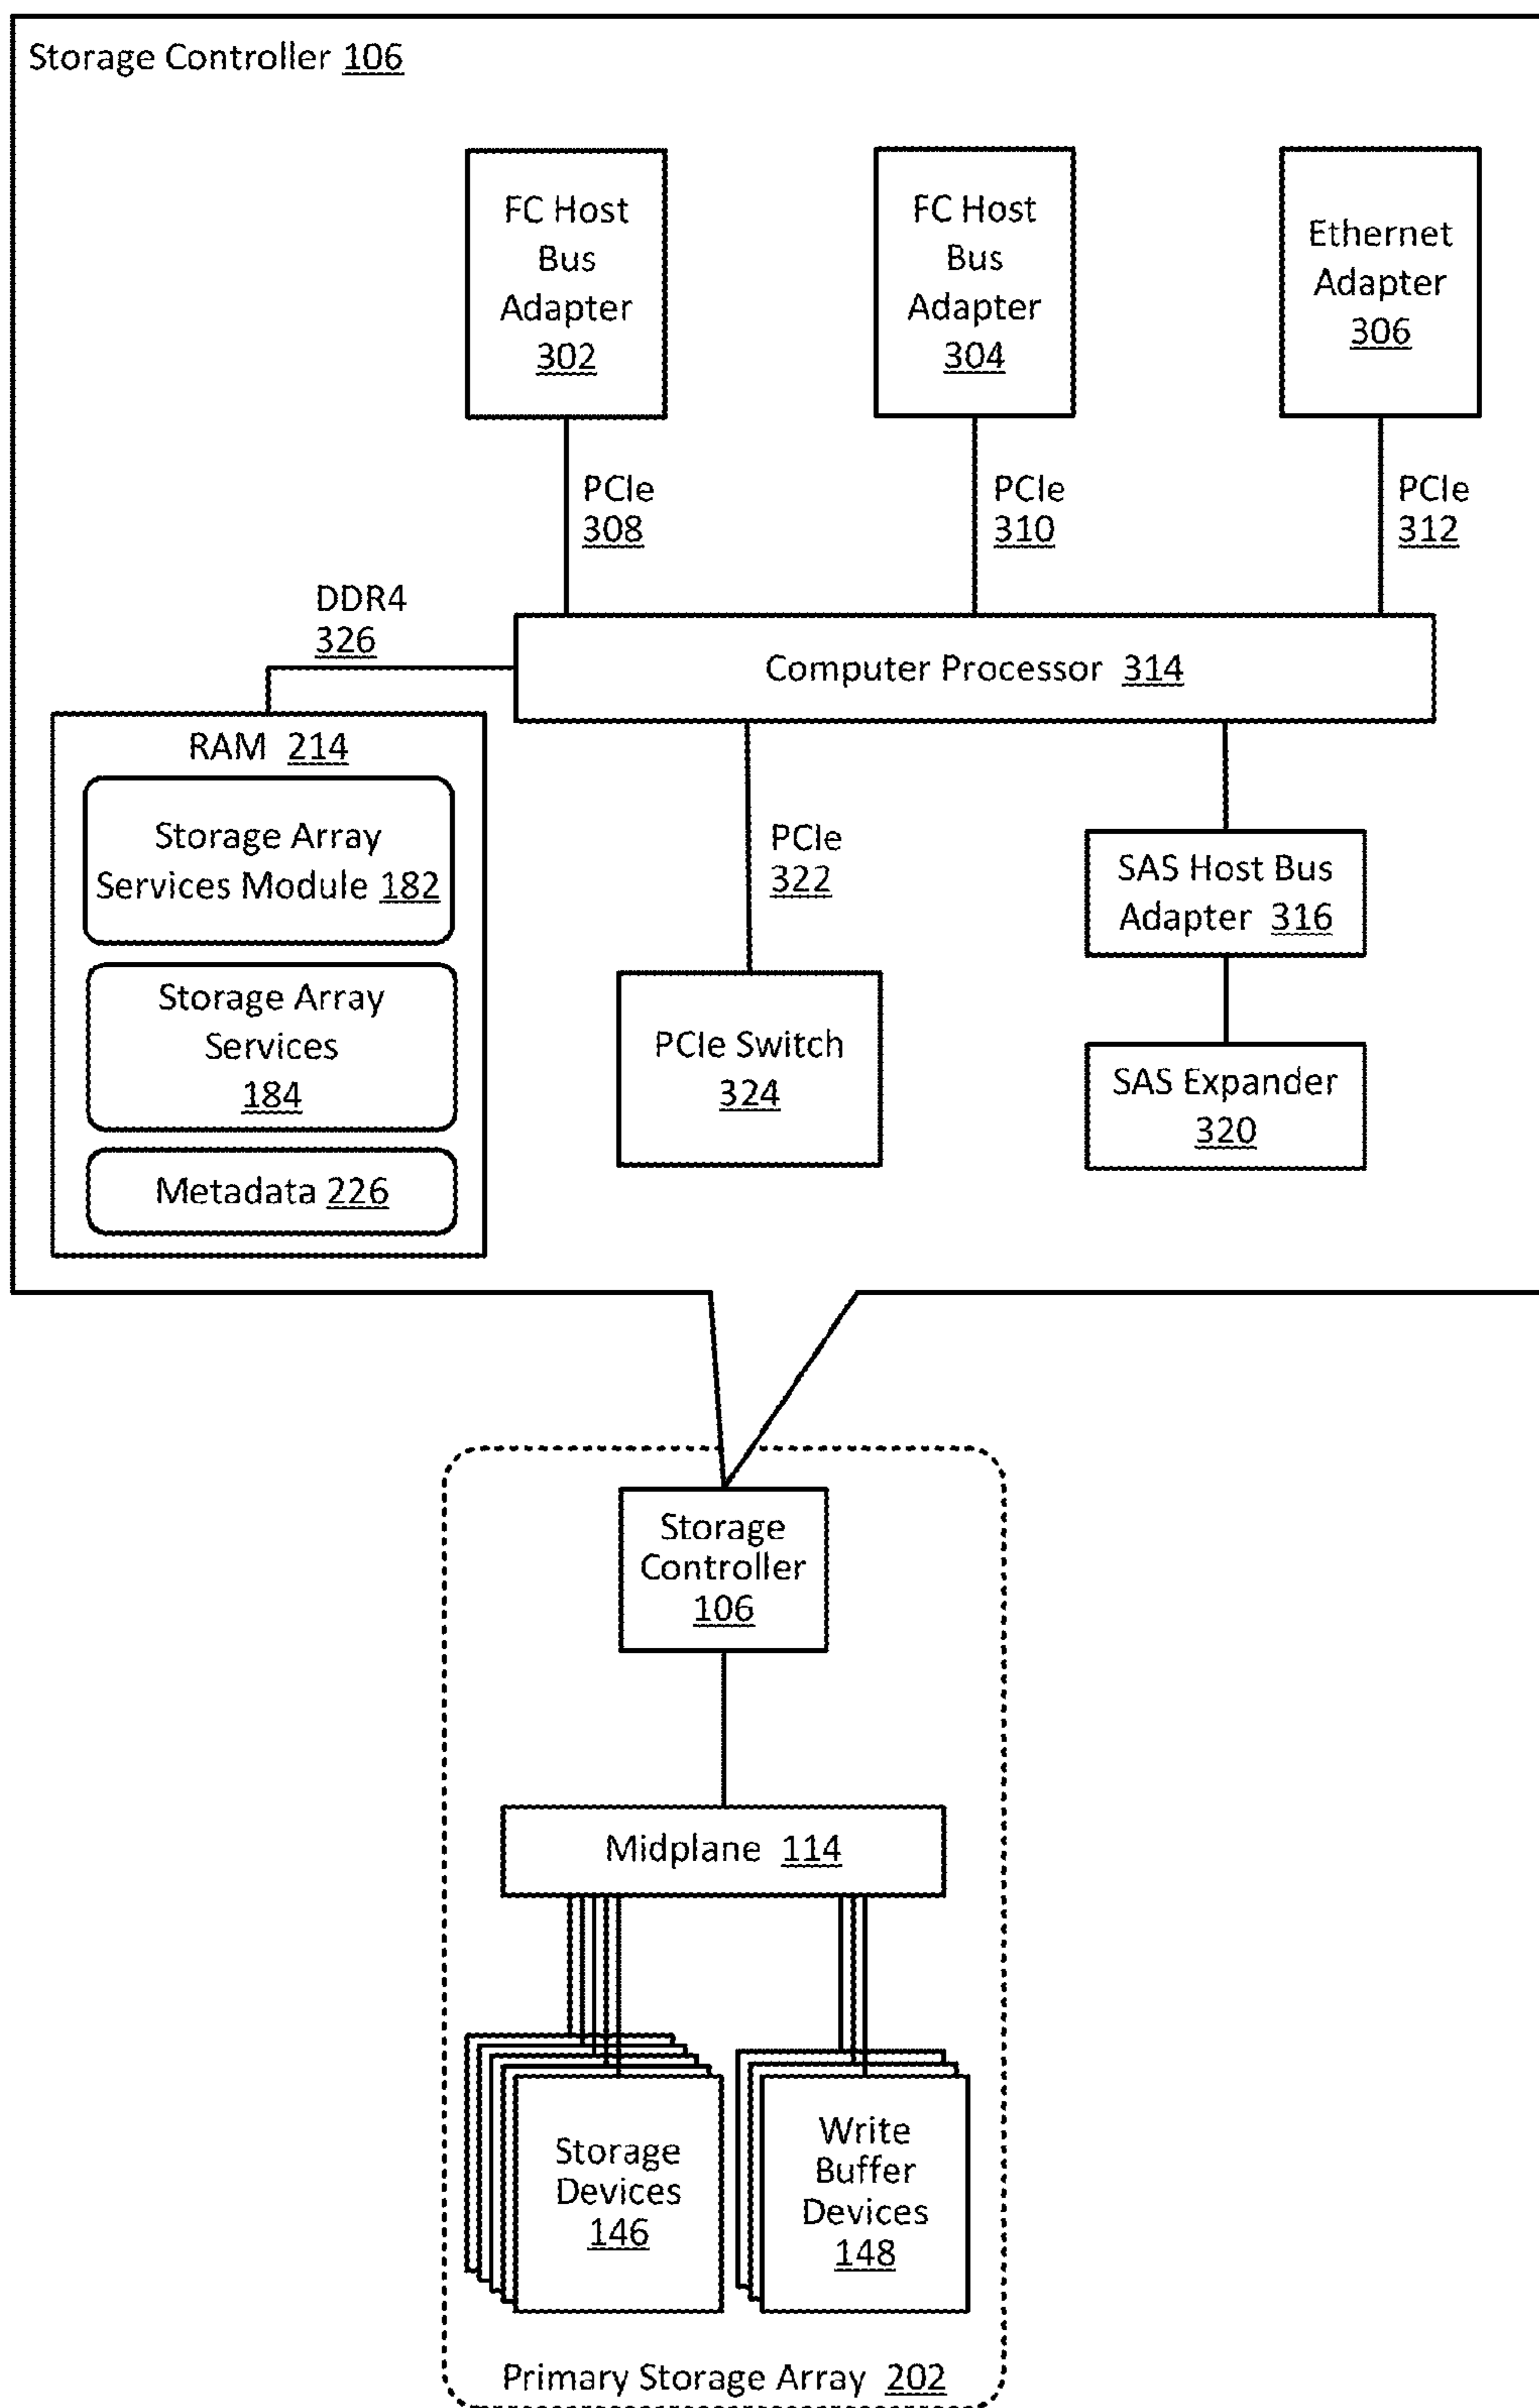 Storage Controller 106
FC Host
Bus
Adapter
302
FC Host
Bus
Adapter
304
Ethernet
Adapter
306
PCIe
308
PCIe
310
PCIe
312
DDR4
326
Computer Processor 314
RAM 214
Storage Array
Services Module 182
Storage Array
Services
184
Metadata 226
PCIe
322
PCIe Switch
324
SAS Host Bus
Adapter 316
SAS Expander
320
Storage
Controller
106
Midplane 114
Storage
Devices
146
Write
Buffer
Devices
148
Primary Storage Array 202